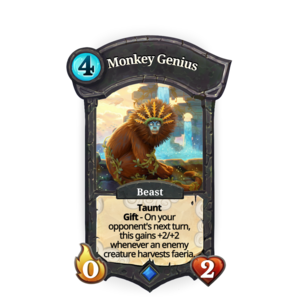 4
Monkey Genius
Beast
Taunt
Gift - On your
opponent's next turn,
this gains +2/+2
whenever an enemy
creature harvests faeria.
0
2